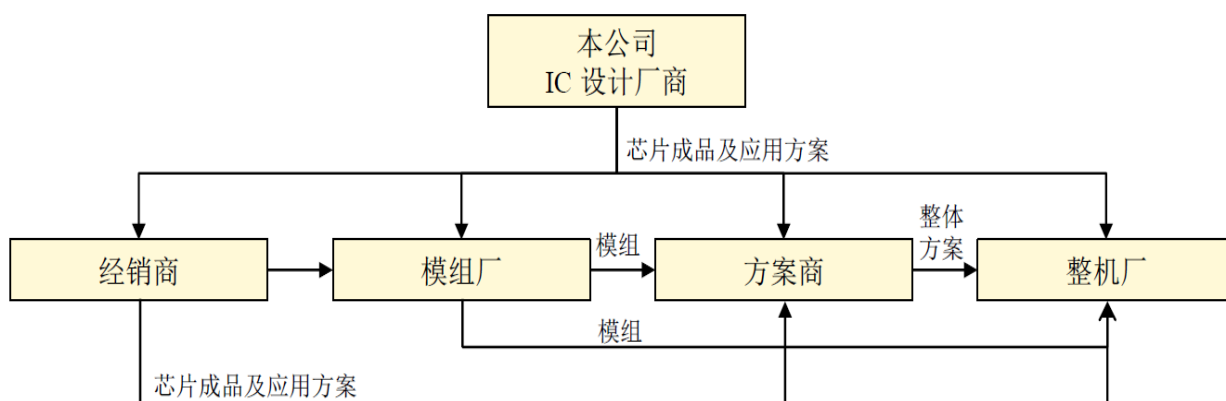 本公司
IC 设计厂商
芯片成品及应用方案
经销商
模组厂
模组
方案商
整体
方案
整机厂
模组
芯片成品及应用方案